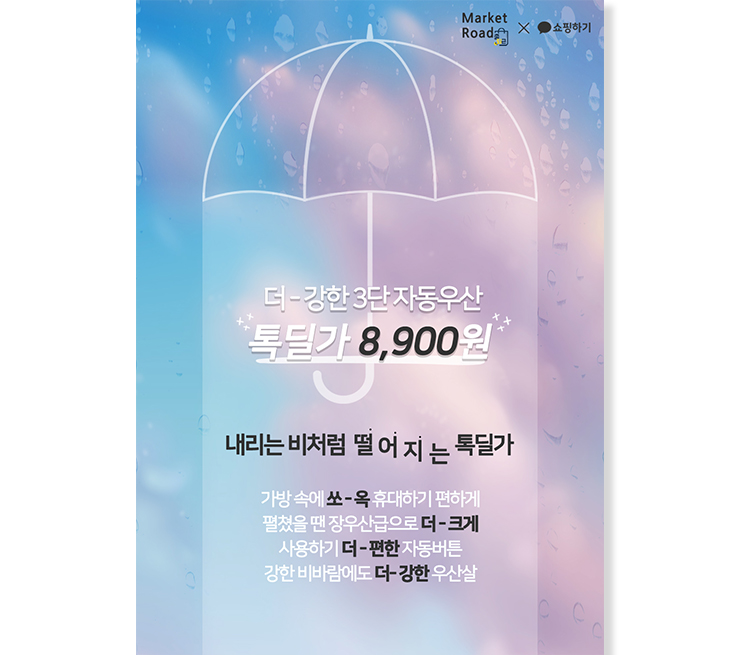 Market
Road
쇼핑하기
더-강한 3단 자동우산
톡딜가 8,900원
내리는 비처럼 떨어지는 톡딜가
가방 속에 쏘-옥 휴대하기 편하게
펼쳤을 땐 장우산급으로 더-크게
사용하기 더-편한 자동버튼
강한 비바람에도 더-강한 우산살